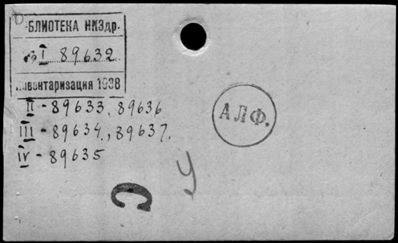 БЛИОТЕКА НКЗдр.
I 89632
инвентаризация 1938
II - 89633, 89636
III - 89634, 89637.
IV - 89635
АЛФ.
У
С